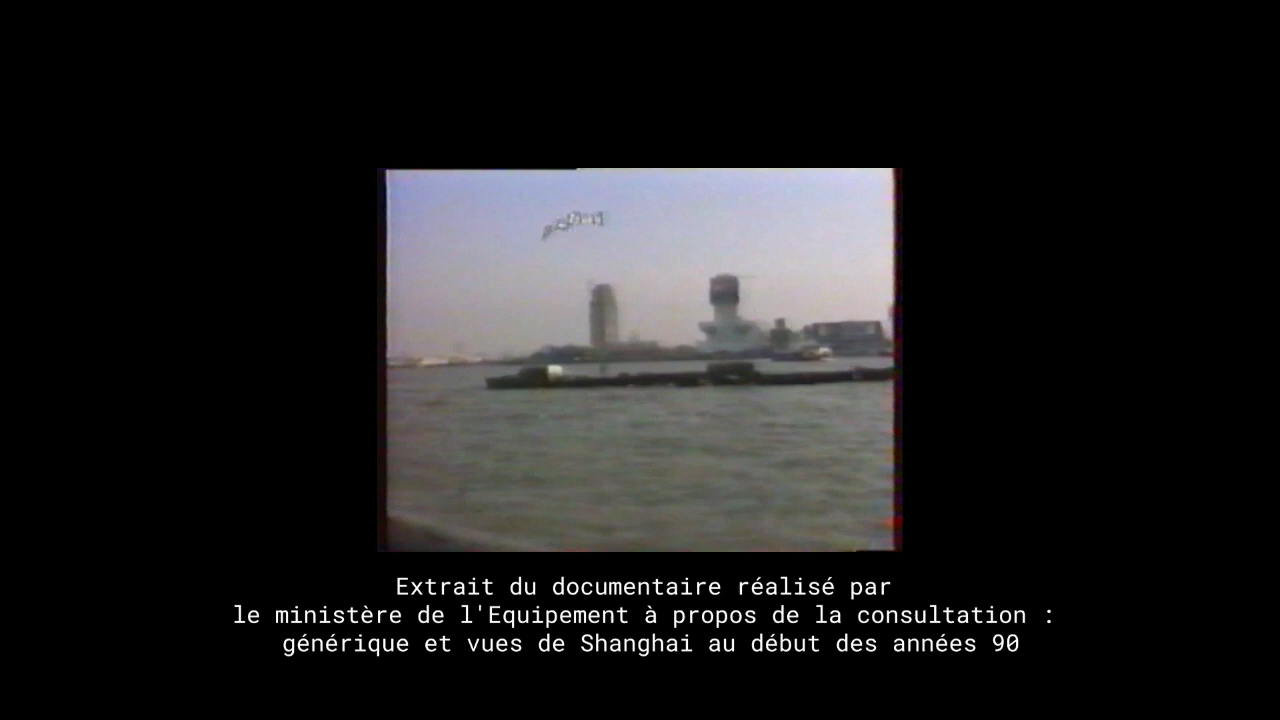 Extrait du documentaire réalisé par
le ministère de l'Equipement à propos de la consultation :
générique et vues de Shanghai au début des années 90